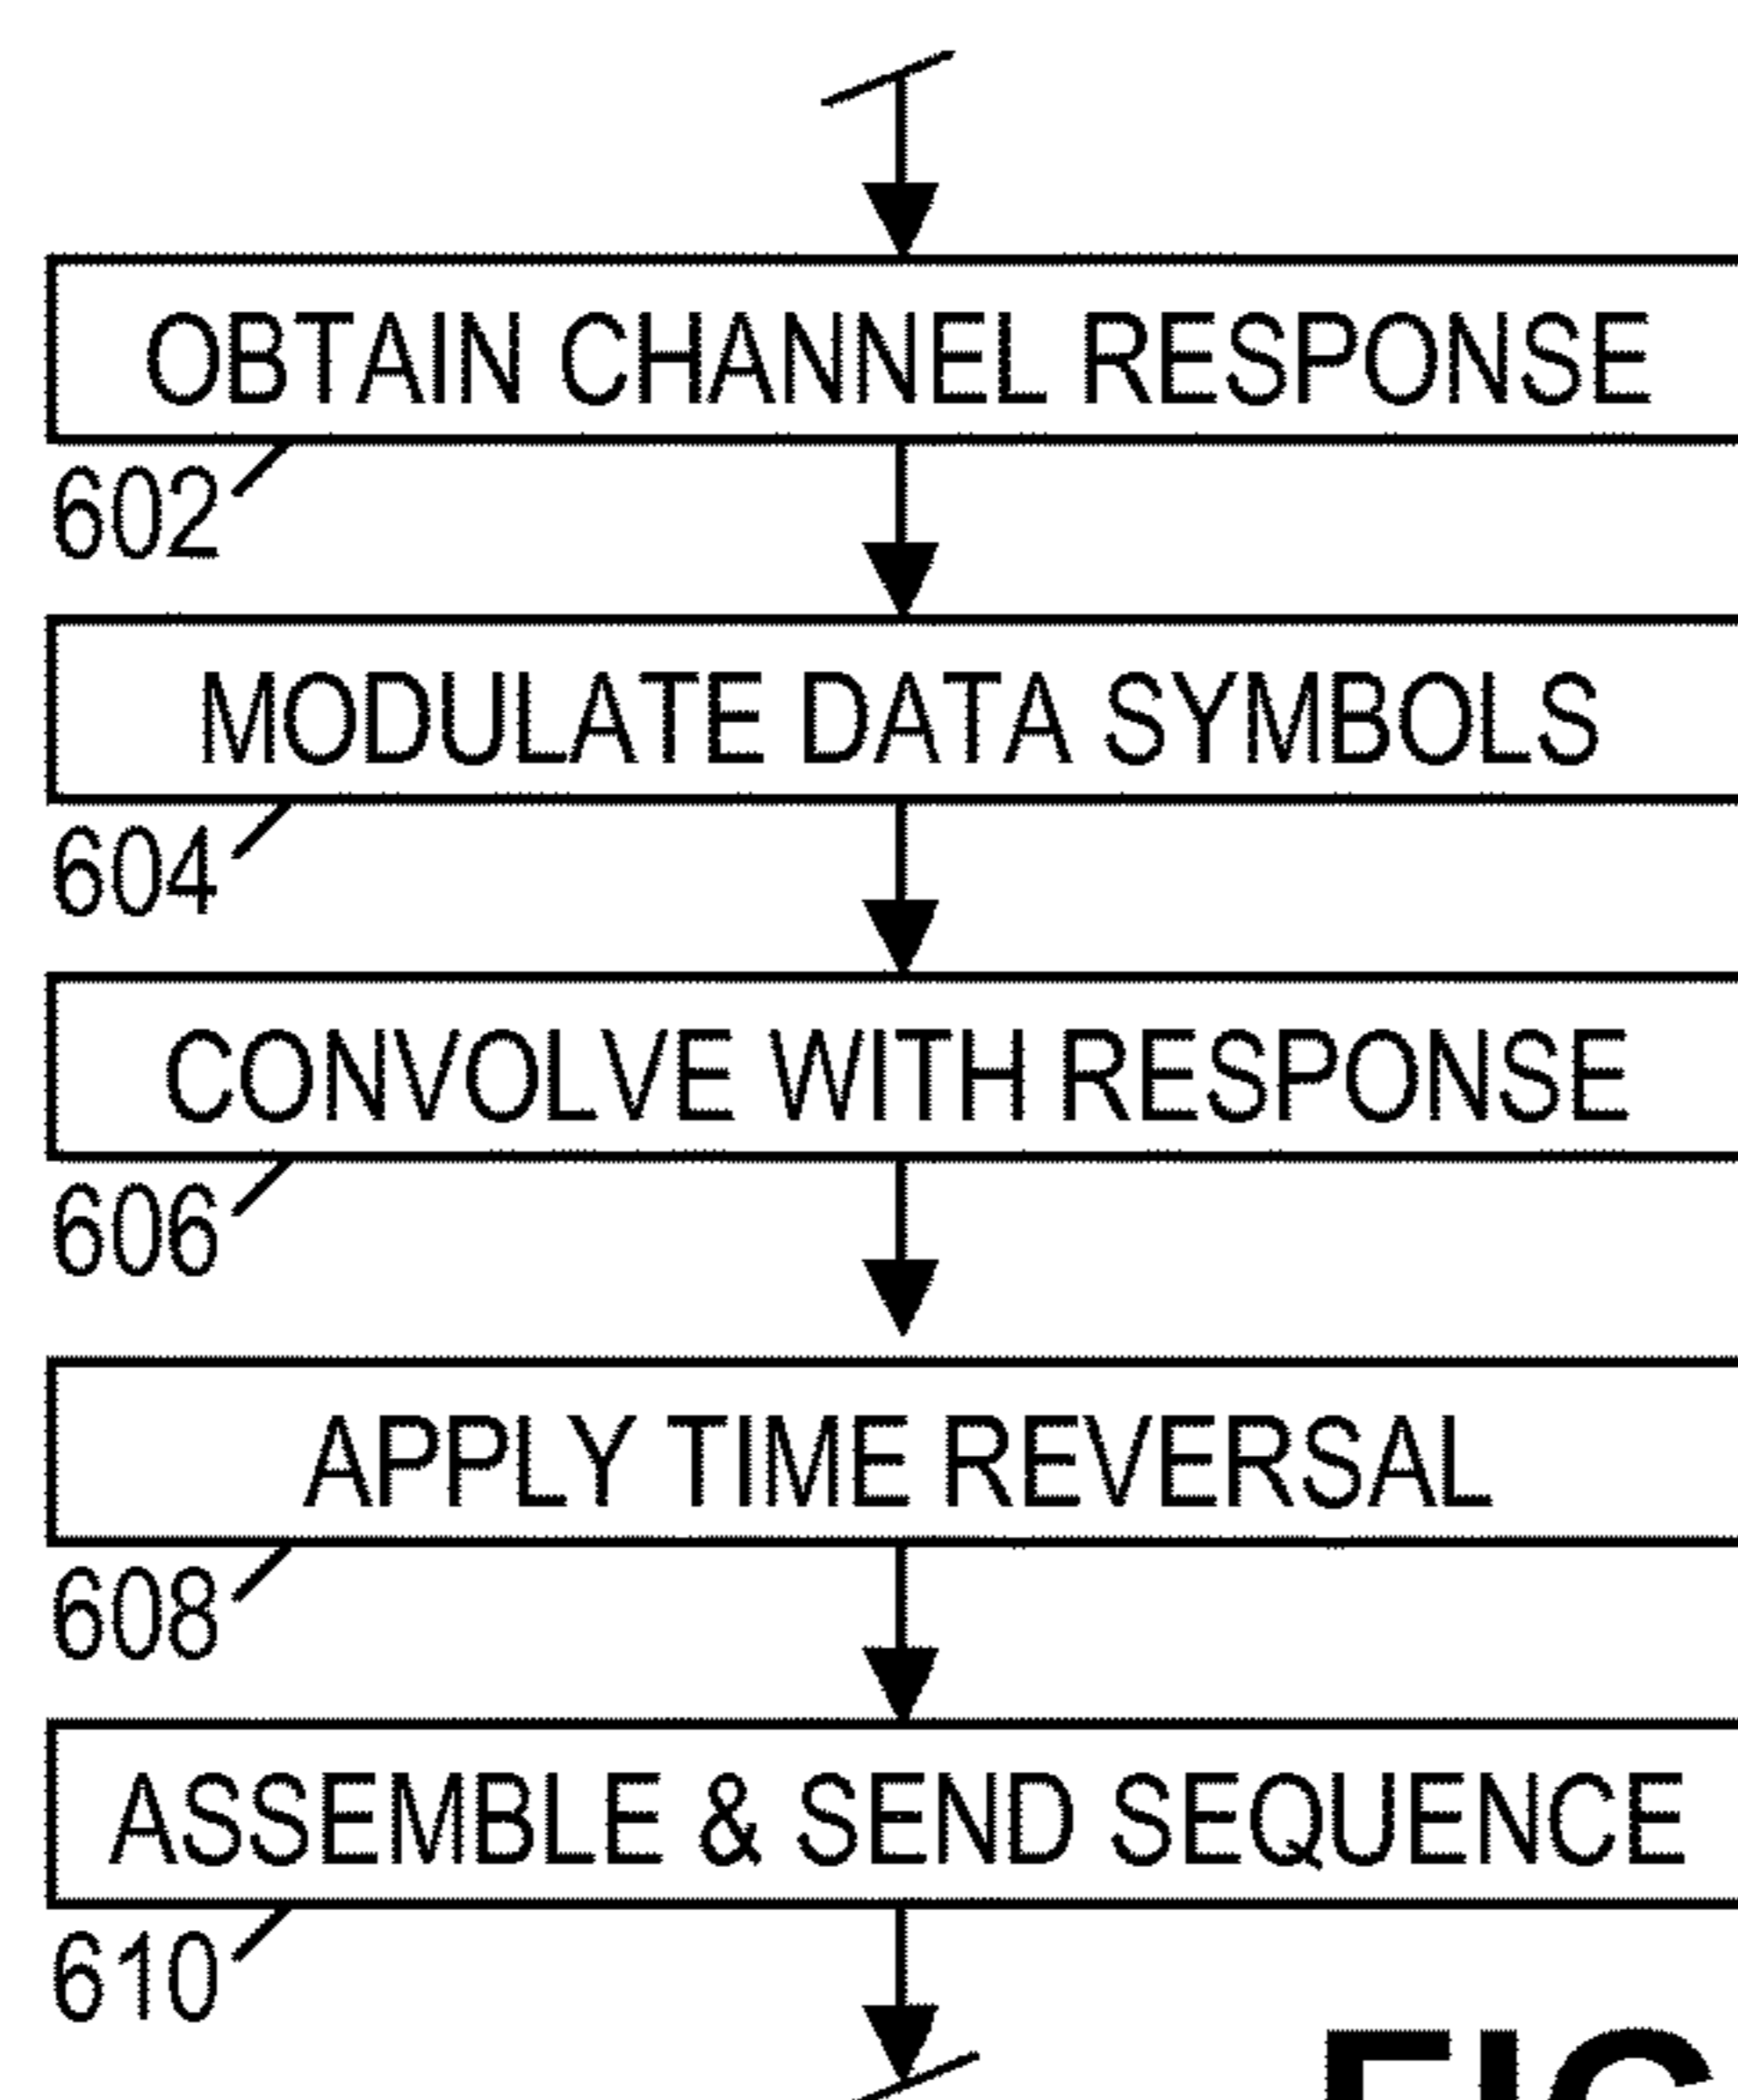 OBTAIN CHANNEL RESPONSE
602
MODULATE DATA SYMBOLS
604
CONVOLVE WITH RESPONSE
606
APPLY TIME REVERSAL
608
ASSEMBLE & SEND SEQUENCE
610